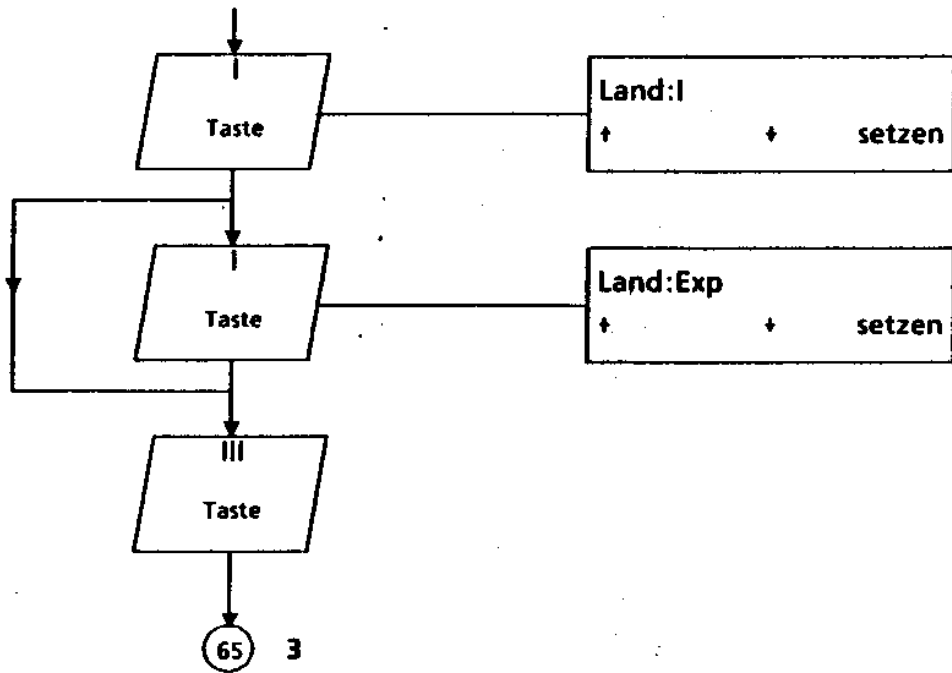 I
Taste
Land:I
↑ ↓ setzen
I
Taste
Land:Exp
↑ ↓ setzen
III
Taste
65 3